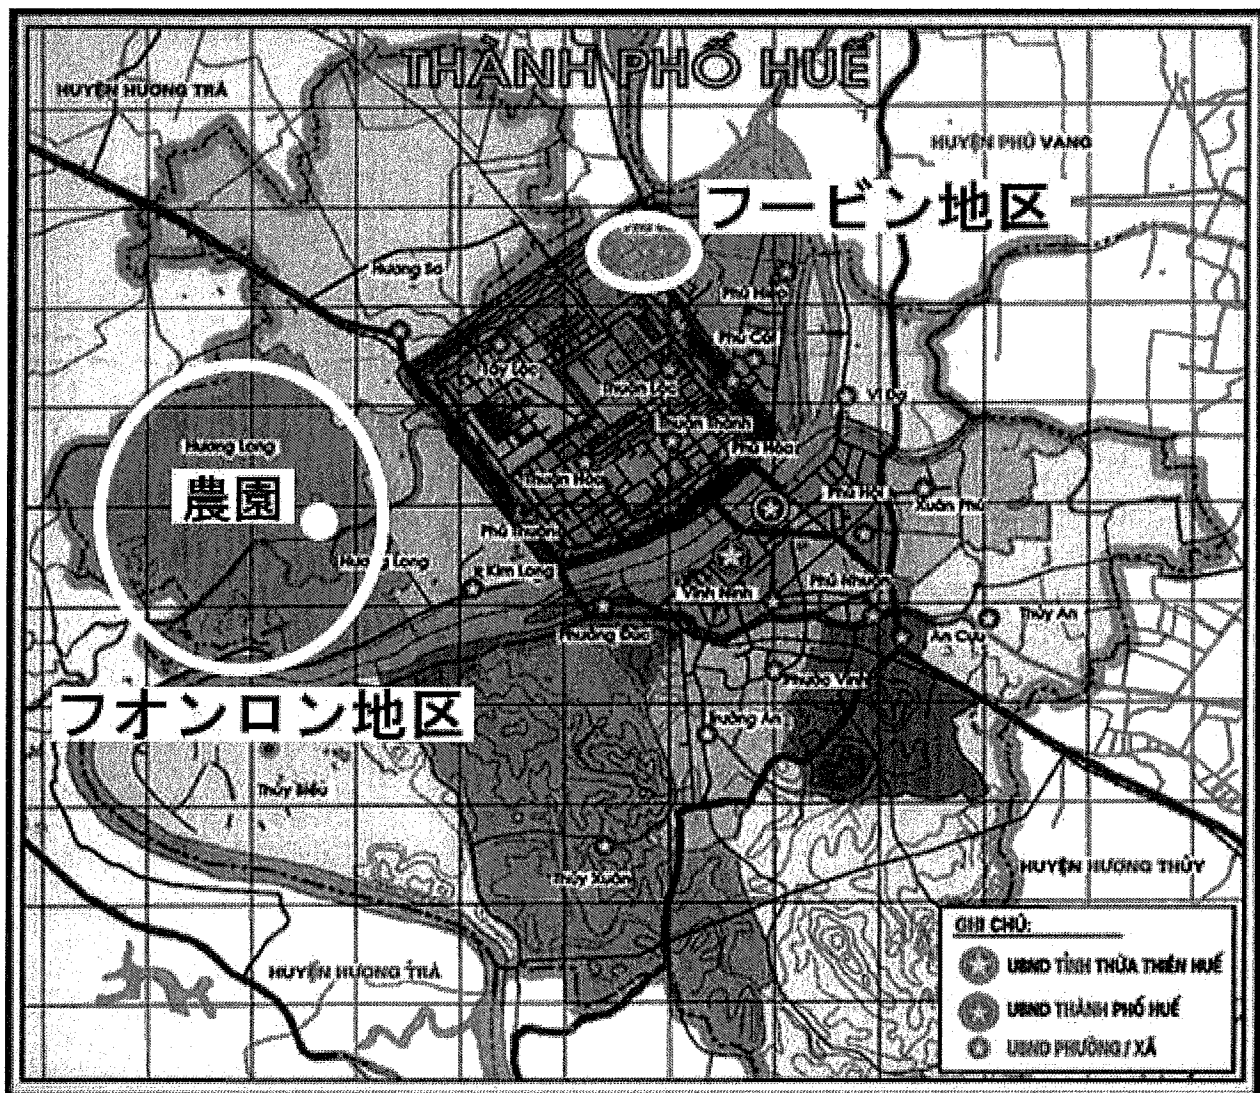 THÀNH PHỐ HUẾ
HUYỆN HƯƠNG TRÀ
HUYỆN PHÚ VANG
フービン地区
Hương Sơ
Phú Hiệp
Phú Cát
Tây Lộc
Thuận Lộc
Vĩ Dạ
Thuận Thành
Hương Long
Phú Hòa
農園
Thuận Hòa
Phú Hội
Xuân Phú
Phú Thuận
Hương Long
Kim Long
Vĩnh Ninh
Phú Nhuận
Thủy An
Phường Đúc
An Cựu
Phước Vĩnh
フオンロン地区
Trường An
Thủy Biều
Thủy Xuân
HUYỆN HƯƠNG THỦY
HUYỆN HƯƠNG TRÀ
GHI CHÚ:
UBND TỈNH THỪA THIÊN HUẾ
UBND THÀNH PHỐ HUẾ
UBND PHƯỜNG / XÃ